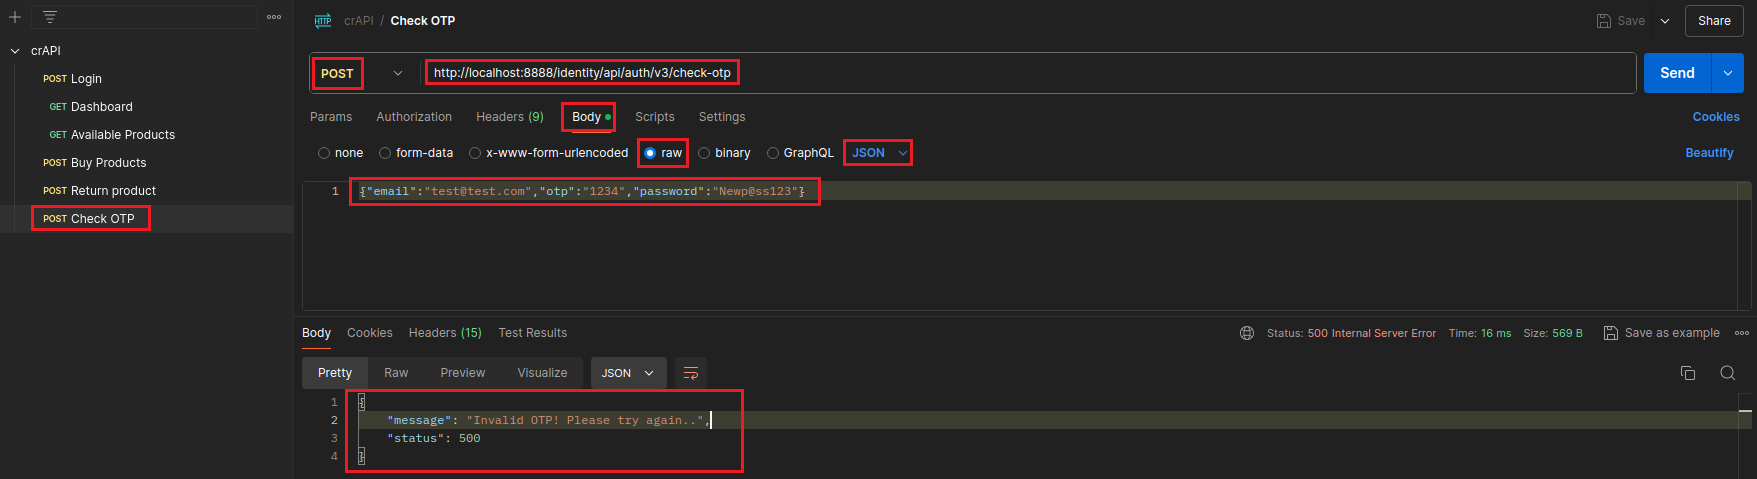 crAPI
POST Login
GET Dashboard
GET Available Products
POST Buy Products
POST Return product
POST Check OTP
HTTP crAPI / Check OTP
Save
Share
POST
http://localhost:8888/identity/api/auth/v3/check-otp
Send
Params Authorization Headers (9) Body Scripts Settings
Cookies
none form-data x-www-form-urlencoded raw binary GraphQL JSON
Beautify
1 {"email":"test@test.com","otp":"1234","password":"Newp@ss123"}
Body Cookies Headers (15) Test Results
Status: 500 Internal Server Error Time: 16 ms Size: 569 B
Save as example
Pretty Raw Preview Visualize JSON
1 {
2 "message": "Invalid OTP! Please try again..",
3 "status": 500
4 }